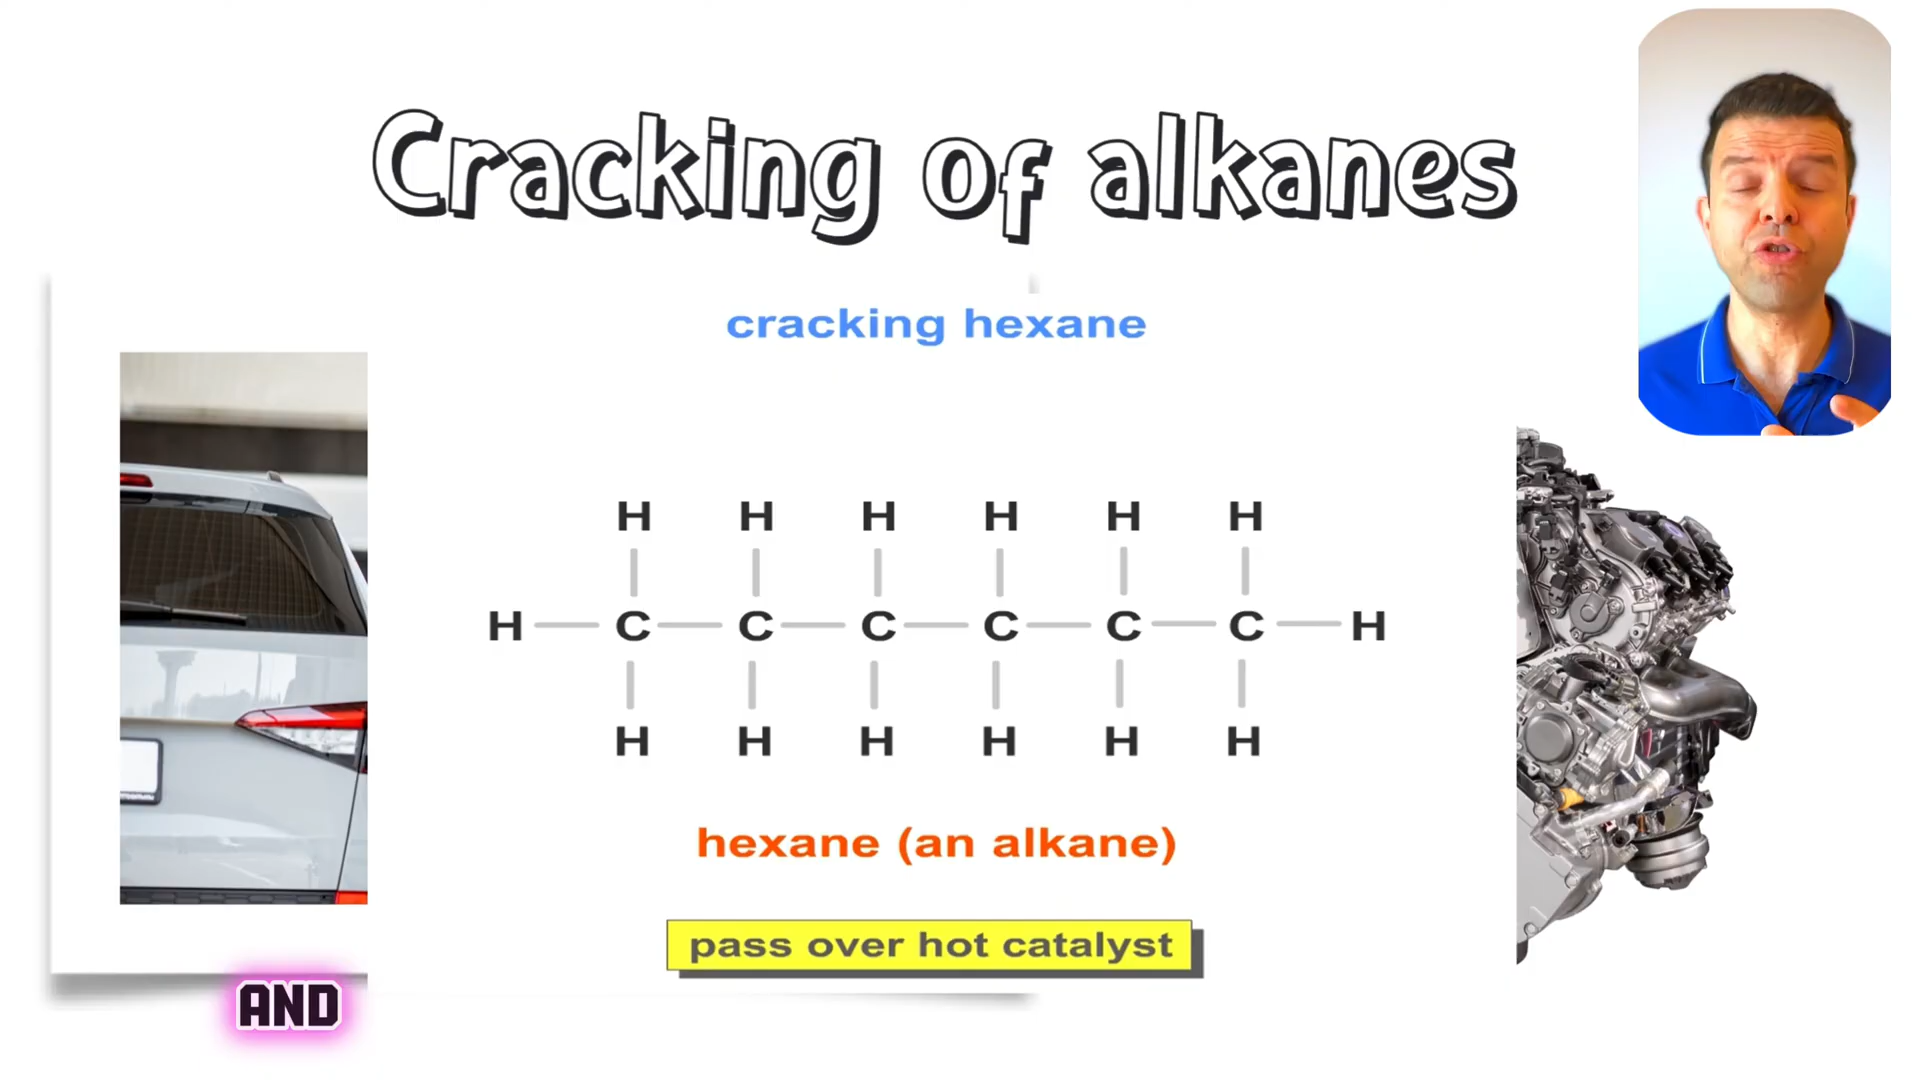 Cracking of alkanes
cracking hexane
H H H H H H
H C C C C C C H
H H H H H H
hexane (an alkane)
pass over hot catalyst
AND